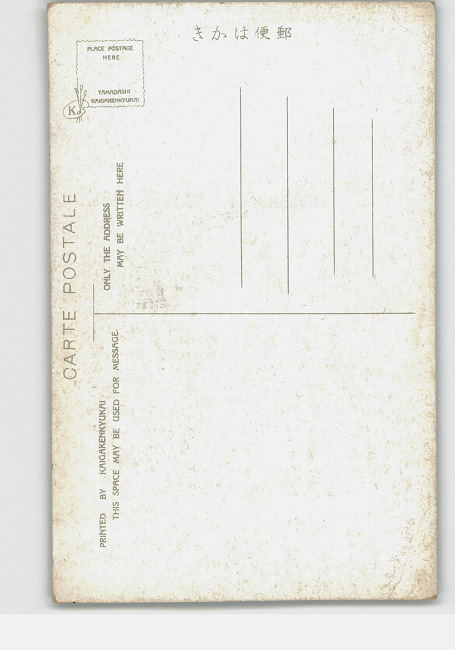 きかは便郵
PLACE POSTAGE
HERE
YAMADASHI
KAIGAKENKYUKAI
K
CARTE POSTALE
ONLY THE ADDRESS
MAY BE WRITTEN HERE
PRINTED BY KAIGAKENKYUKAI
THIS SPACE MAY BE USED FOR MESSAGE.